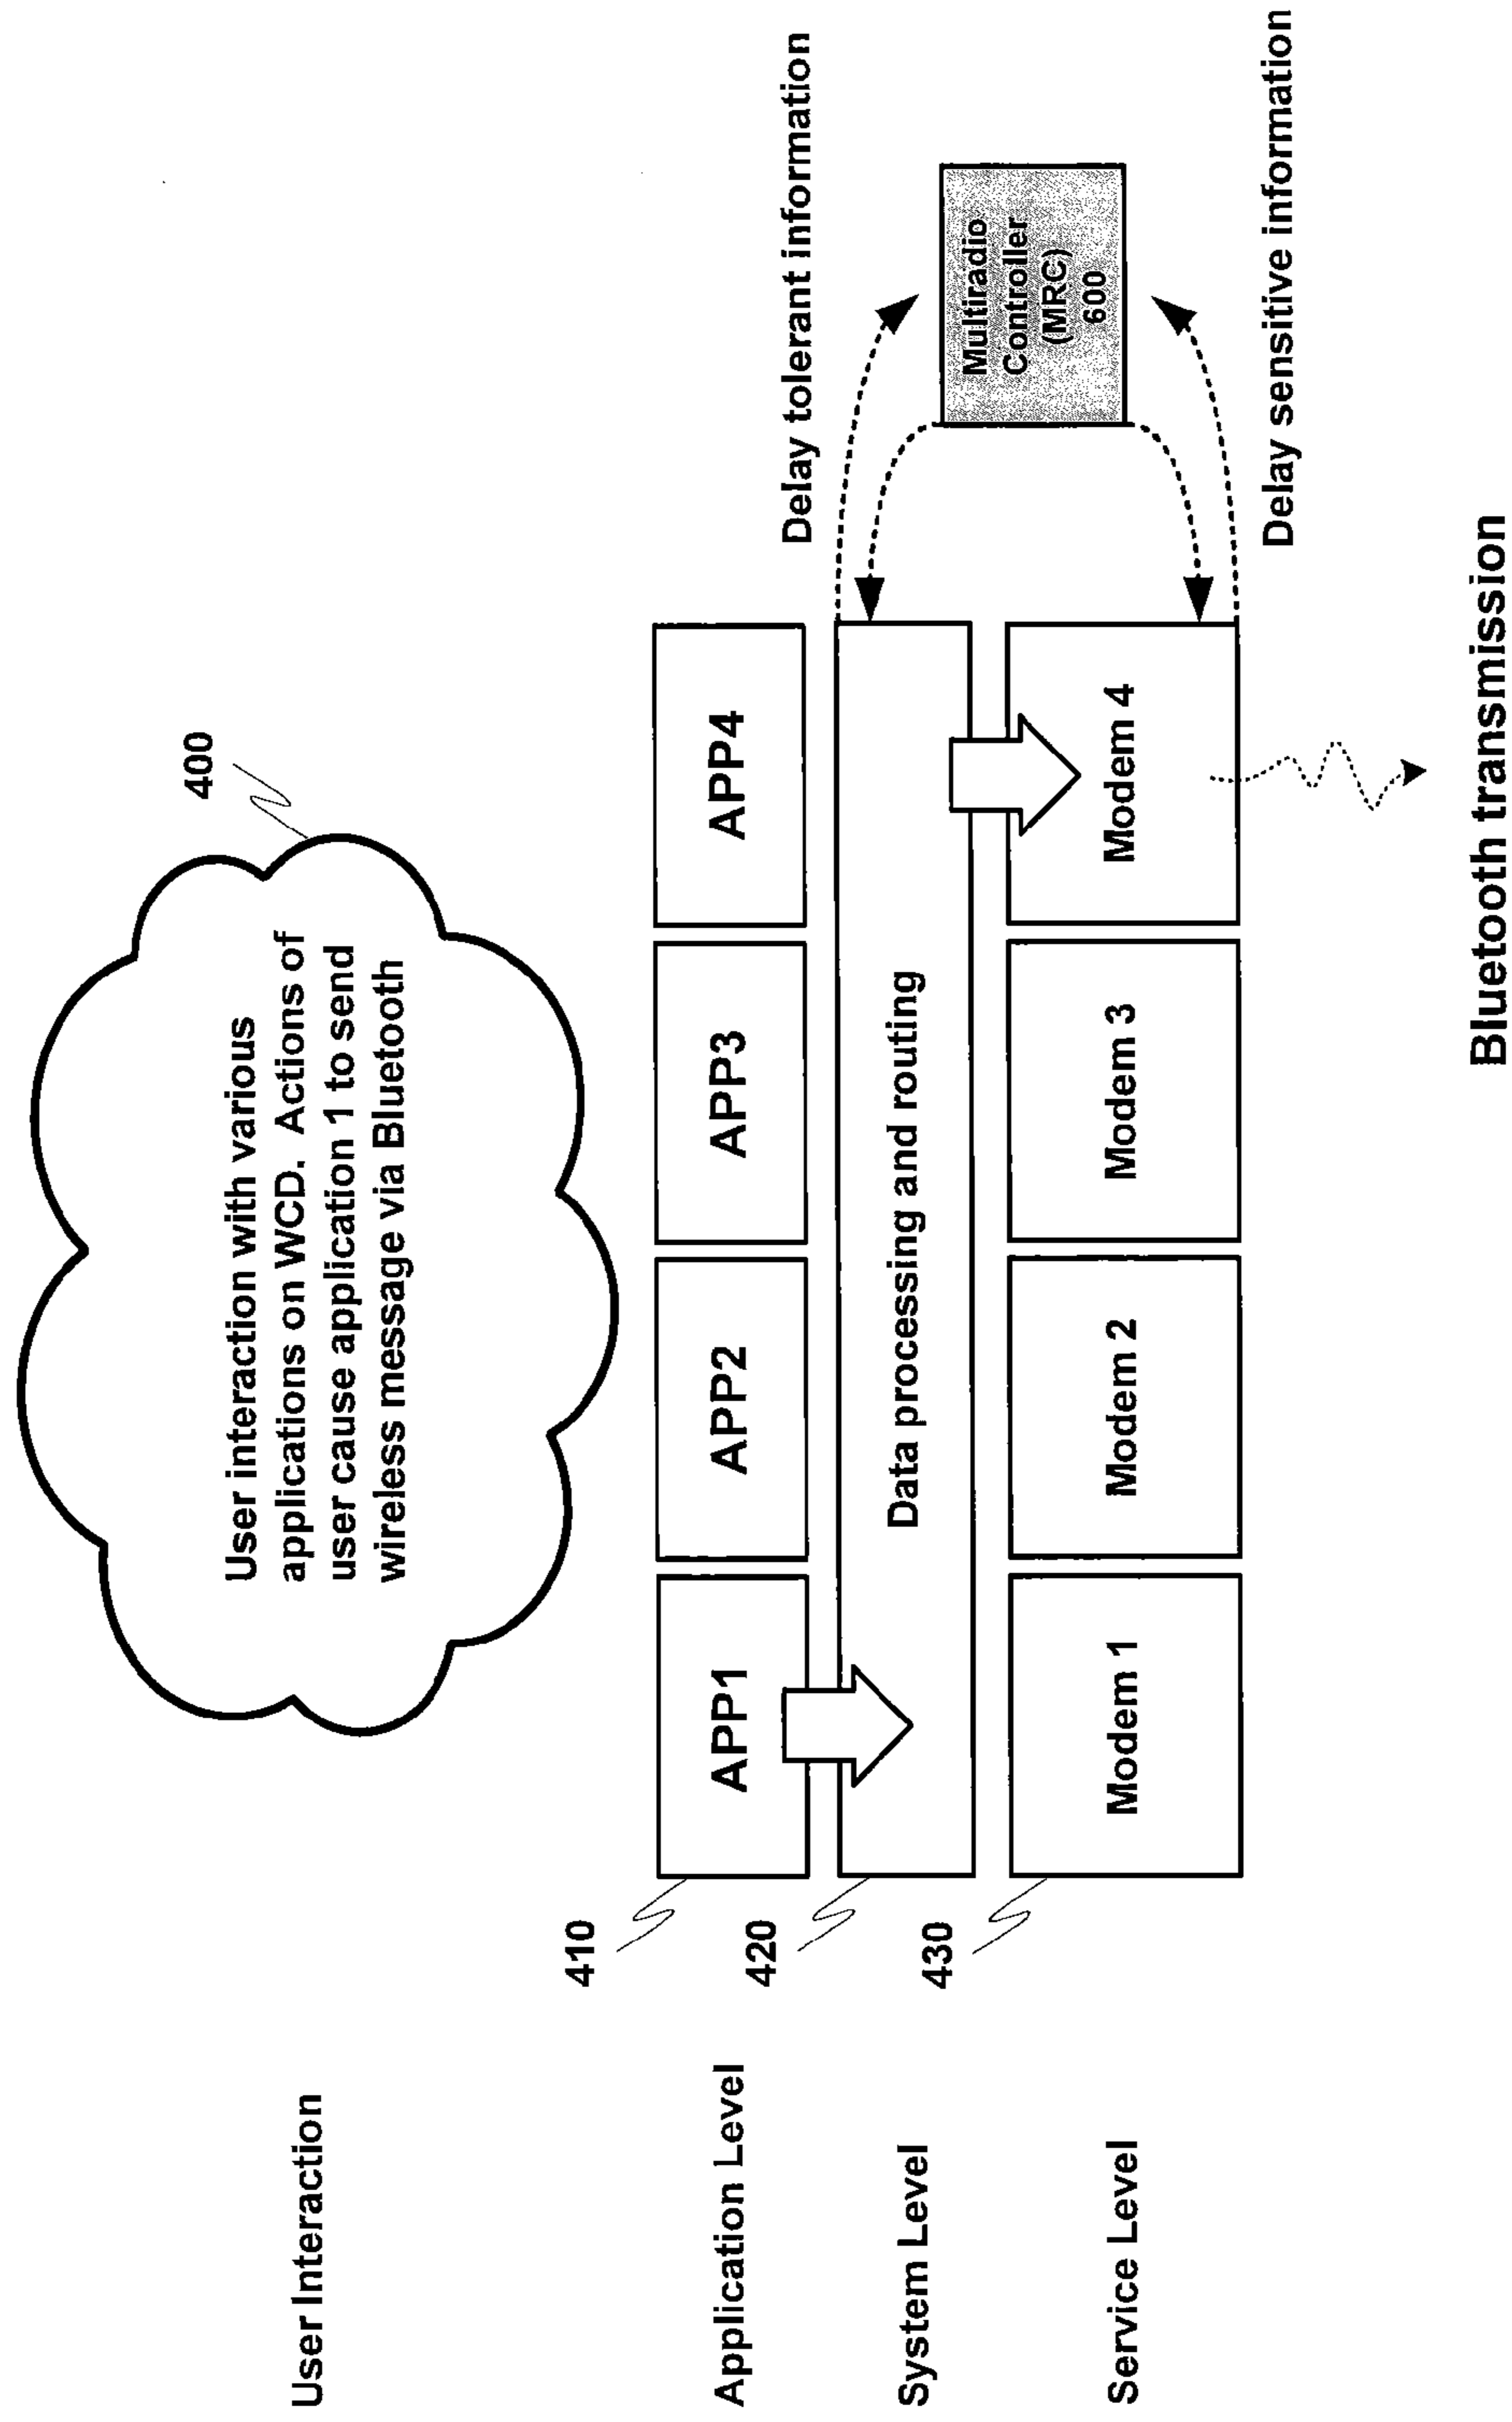 User Interaction
400
User interaction with various
applications on WCD.  Actions of
user cause application 1 to send
wireless message via Bluetooth
Application Level
410
APP1
APP2
APP3
APP4
Delay tolerant information
System Level
420
Data processing and routing
Multiradio
Controller
(MRC)
600
Service Level
430
Modem 1
Modem 2
Modem 3
Modem 4
Delay sensitive information
Bluetooth transmission